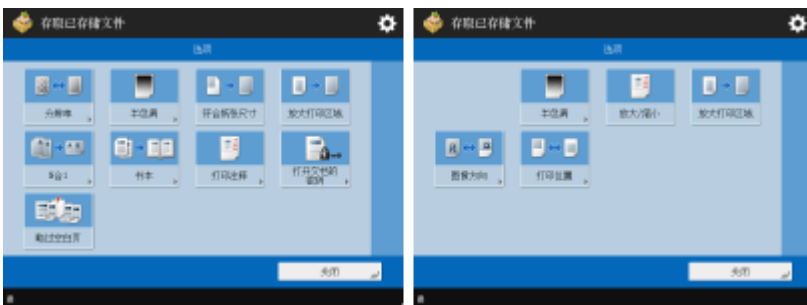 存取已存储文件
选项
分辨率
半色调
符合纸张尺寸
放大打印区域
N合1
书本
打印注释
打开文档的
密码
略过空白页
关闭
存取已存储文件
选项
半色调
放大/缩小
放大打印区域
图像方向
打印位置
关闭